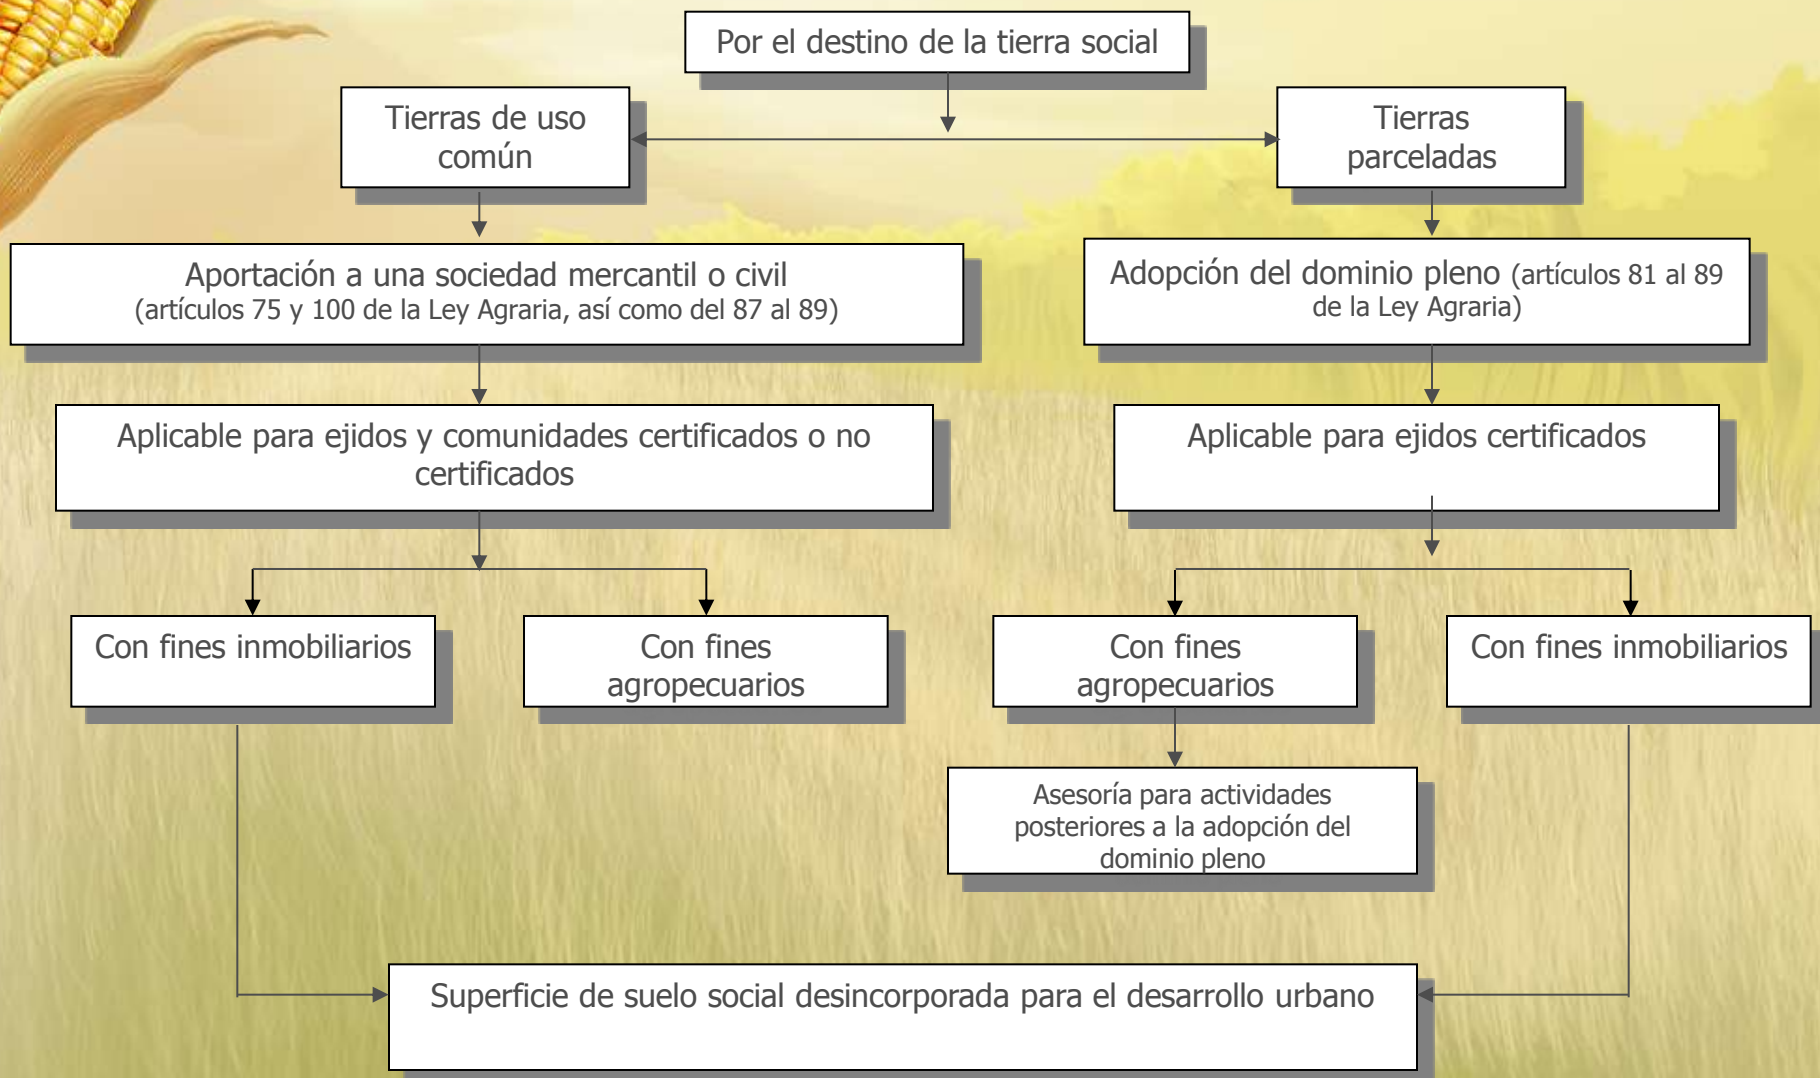 Por el destino de la tierra social
Tierras de uso
común
Tierras
parceladas
Aportación a una sociedad mercantil o civil
(artículos 75 y 100 de la Ley Agraria, así como del 87 al 89)
Adopción del dominio pleno (artículos 81 al 89
de la Ley Agraria)
Aplicable para ejidos y comunidades certificados o no
certificados
Aplicable para ejidos certificados
Con fines inmobiliarios
Con fines
agropecuarios
Con fines
agropecuarios
Con fines inmobiliarios
Asesoría para actividades
posteriores a la adopción del
dominio pleno
Superficie de suelo social desincorporada para el desarrollo urbano